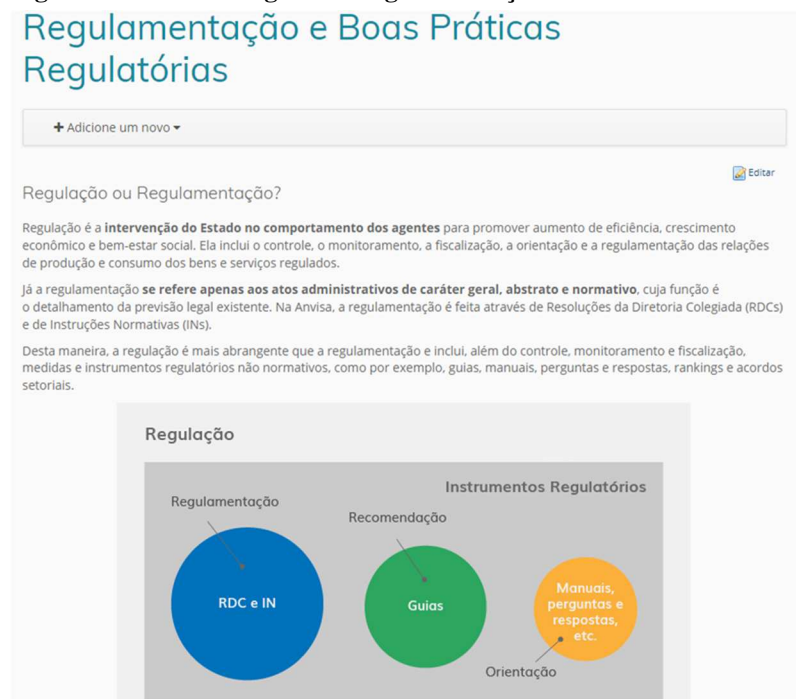 Regulamentação e Boas Práticas
Regulatórias
+ Adicione um novo
Editar
Regulação ou Regulamentação?
Regulação é a intervenção do Estado no comportamento dos agentes para promover aumento de eficiência, crescimento
econômico e bem-estar social. Ela inclui o controle, o monitoramento, a fiscalização, a orientação e a regulamentação das relações
de produção e consumo dos bens e serviços regulados.
Já a regulamentação se refere apenas aos atos administrativos de caráter geral, abstrato e normativo, cuja função é
o detalhamento da previsão legal existente. Na Anvisa, a regulamentação é feita através de Resoluções da Diretoria Colegiada (RDCs)
e de Instruções Normativas (INs).
Desta maneira, a regulação é mais abrangente que a regulamentação e inclui, além do controle, monitoramento e fiscalização,
medidas e instrumentos regulatórios não normativos, como por exemplo, guias, manuais, perguntas e respostas, rankings e acordos
setoriais.
Regulação
Instrumentos Regulatórios
Regulamentação
Recomendação
RDC e IN
Guias
Manuais,
perguntas e
respostas,
etc.
Orientação